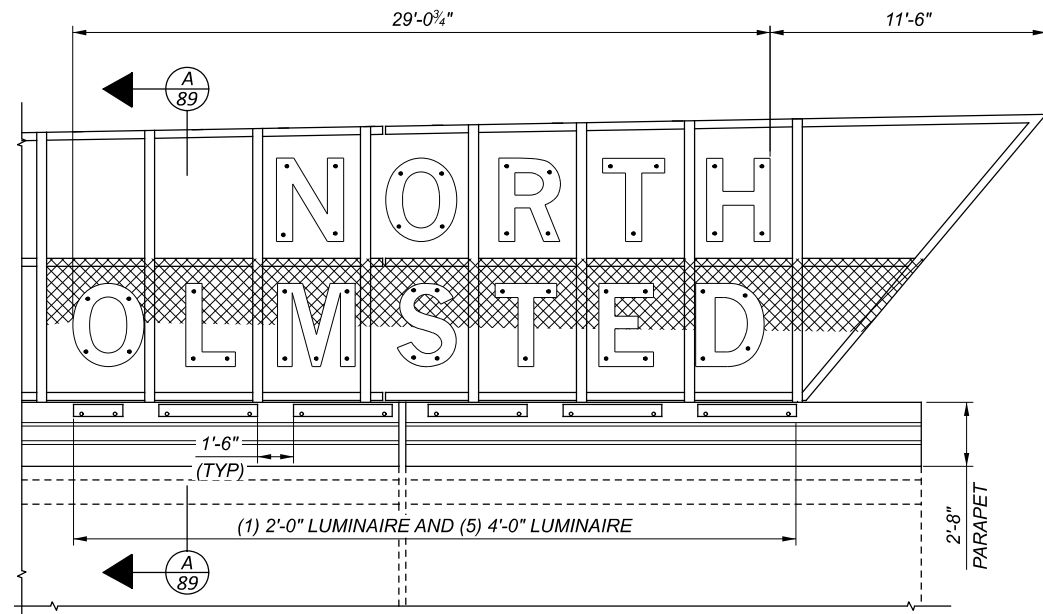 29'-0¾" 11'-6"
A
89
NORTH
OLMSTED
1'-6"
(TYP)
(1) 2'-0" LUMINAIRE AND (5) 4'-0" LUMINAIRE
2'-8"
PARAPET
A
89